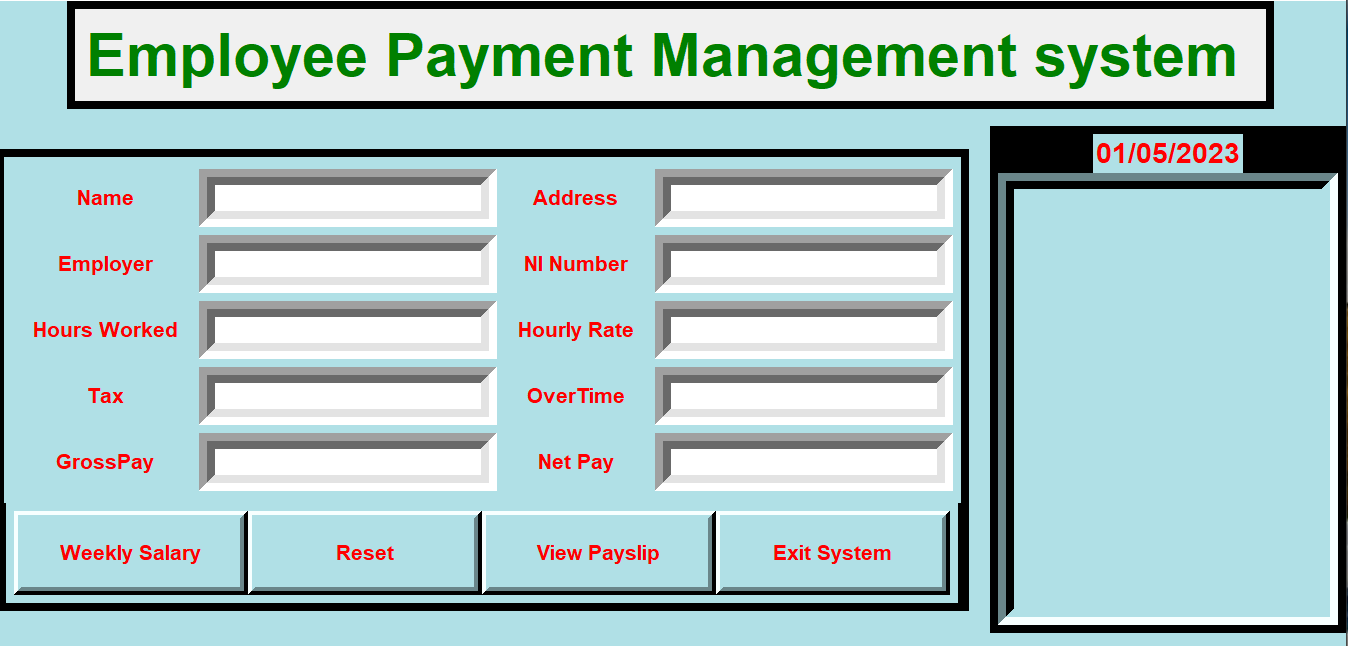 Employee Payment Management system
01/05/2023
Name
Address
Employer
NI Number
Hours Worked
Hourly Rate
Tax
OverTime
GrossPay
Net Pay
Weekly Salary
Reset
View Payslip
Exit System